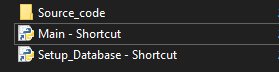 Source_code
Main - Shortcut
Setup_Database - Shortcut